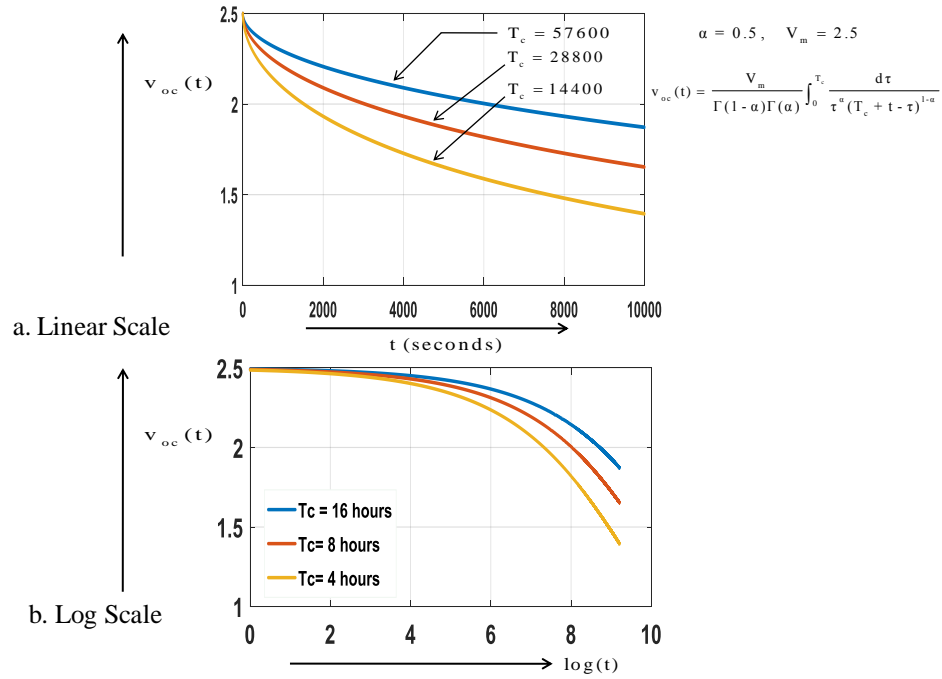 2.5
T_c = 57600
α = 0.5 , V_m = 2.5
T_c = 28800
v_oc(t)
2
T_c = 14400
v_oc(t) = V_m / Γ(1 - α)Γ(α) ∫_0^{T_c} dτ / τ^α (T_c + t - τ)^{1-α}
1.5
1
0 2000 4000 6000 8000 10000
a. Linear Scale
t (seconds)
2.5
v_oc(t)
2
Tc = 16 hours
1.5
Tc= 8 hours
Tc= 4 hours
b. Log Scale
1
0 2 4 6 8 10
log(t)